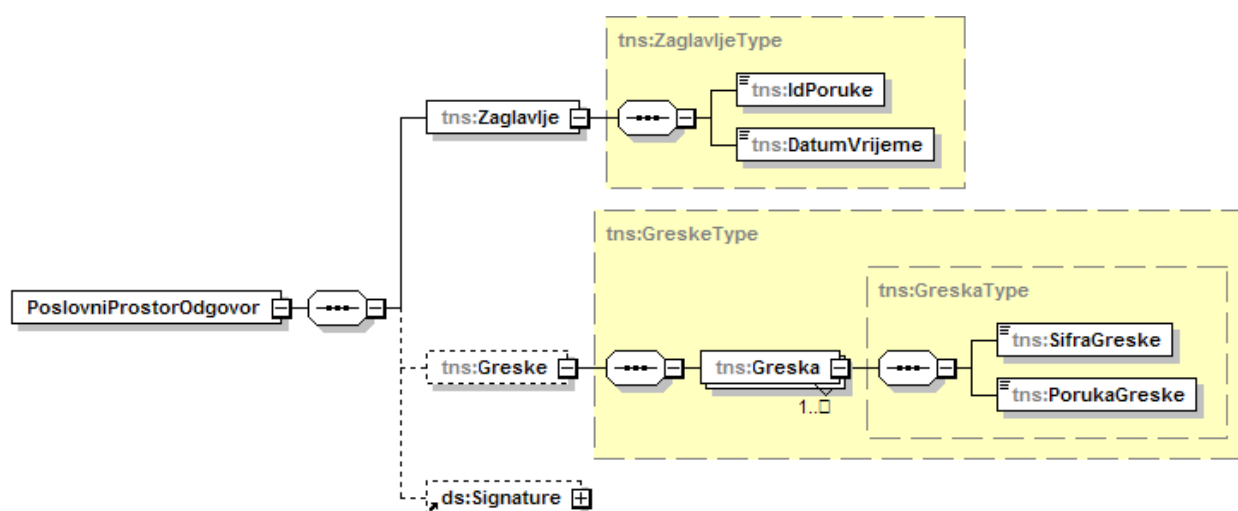 tns:ZaglavljeType
tns:IdPoruke
tns:Zaglavlje
tns:DatumVrijeme
tns:GreskeType
tns:GreskaType
PoslovniProstorOdgovor
tns:SifraGreske
tns:Greske
tns:Greska
tns:PorukaGreske
1..□
ds:Signature